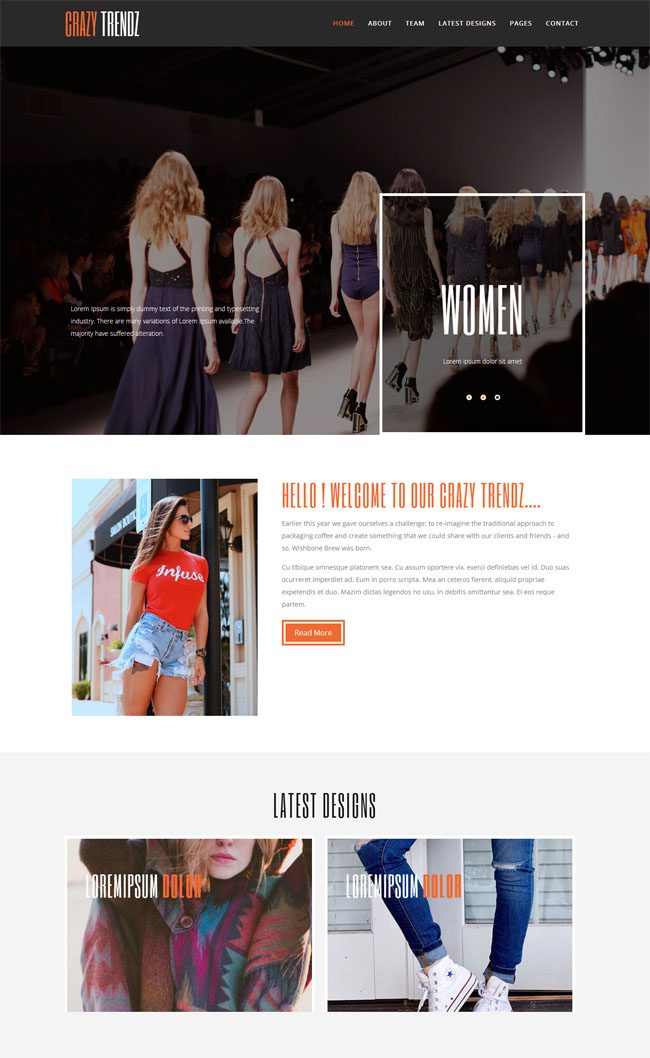 CRAZY TRENDZ
HOME ABOUT TEAM LATEST DESIGNS PAGES CONTACT
Lorem Ipsum is simply dummy text of the printing and typesetting
industry. There are many variations of Lorem Ipsum available.The
majority have suffered alteration.
WOMEN
Lorem ipsum dolor sit amet
SALON BOUTI
Infuse
HELLO ! WELCOME TO OUR CRAZY TRENDZ....
Earlier this year we gave ourselves a challenge: to re-imagine the traditional approach to
packaging coffee and create something that we could share with our clients and friends - and
so, Wishbone Brew was born.
Cu tibique omnesque platonem sea. Cu assum oportere vix, exerci definiebas vel id. Duo suas
ocurreret imperdiet ad. Eum in porro scripta. Mea an ceteros fierent, aliquid propriae
expetendis et duo. Mazim dictas legendos no usu, in debitis omittantur sea. Ei eos neque
partem.
Read More
LATEST DESIGNS
LOREMIPSUM DOLOR
LOREMIPSUM DOLOR